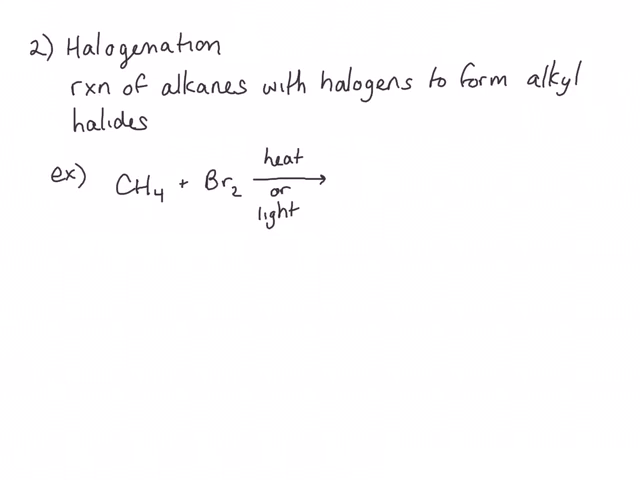 2) Halogenation
rxn of alkanes with halogens to form alkyl
halides
ex) CH₄ + Br₂ heat
or
light →